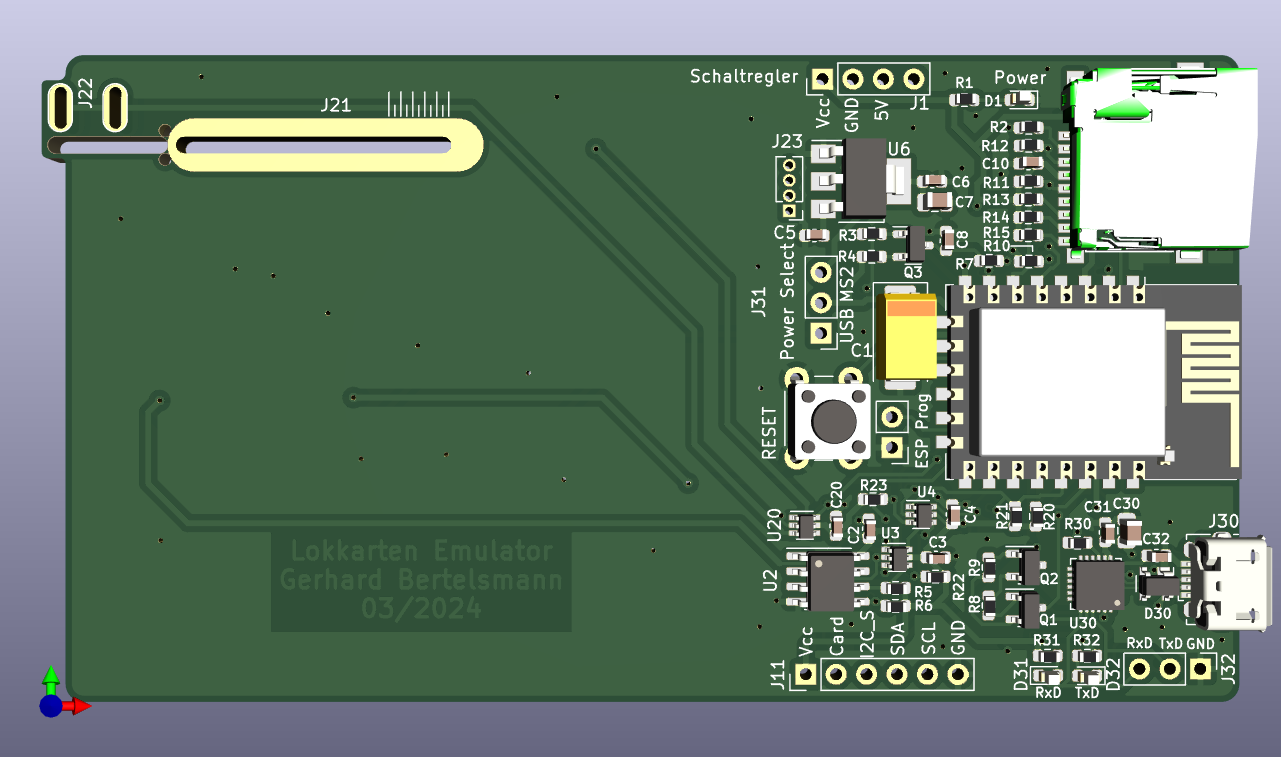 Schaltregler
Vcc
GND
5V
J1
R1
Power
D1
J22
J21
R2
R12
C10
R11
R13
R14
R15
R10
J23
U6
C6
C7
C5
R3
R4
C8
Q3
R7
J31
Power Select
USB MS2
C1
RESET
ESP Prog
R23
U4
C20
U20
C2
U3
C4
C3
R21
R20
R30
C31
C30
C32
J30
U2
R5
R6
R22
R9
R8
Q2
Q1
U30
D30
Lokkarten Emulator
Gerhard Bertelsmann
03/2024
J11
Vcc
Card
I2C_S
SDA
SCL
GND
R31
R32
D31
RxD
TxD
D32
RxD TxD GND
J32